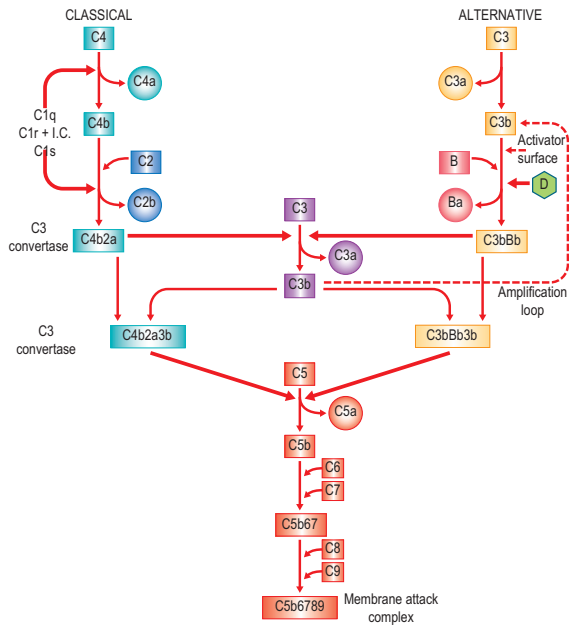 CLASSICAL
ALTERNATIVE
C4
C3
C4a
C3a
C1q
C1r + I.C.
C1s
C4b
C3b
Activator
surface
C2
B
D
C2b
C3
Ba
C3
convertase
C4b2a
C3bBb
C3a
C3b
Amplification
loop
C3
convertase
C4b2a3b
C3bBb3b
C5
C5a
C5b
C6
C7
C5b67
C8
C9
C5b6789
Membrane attack
complex